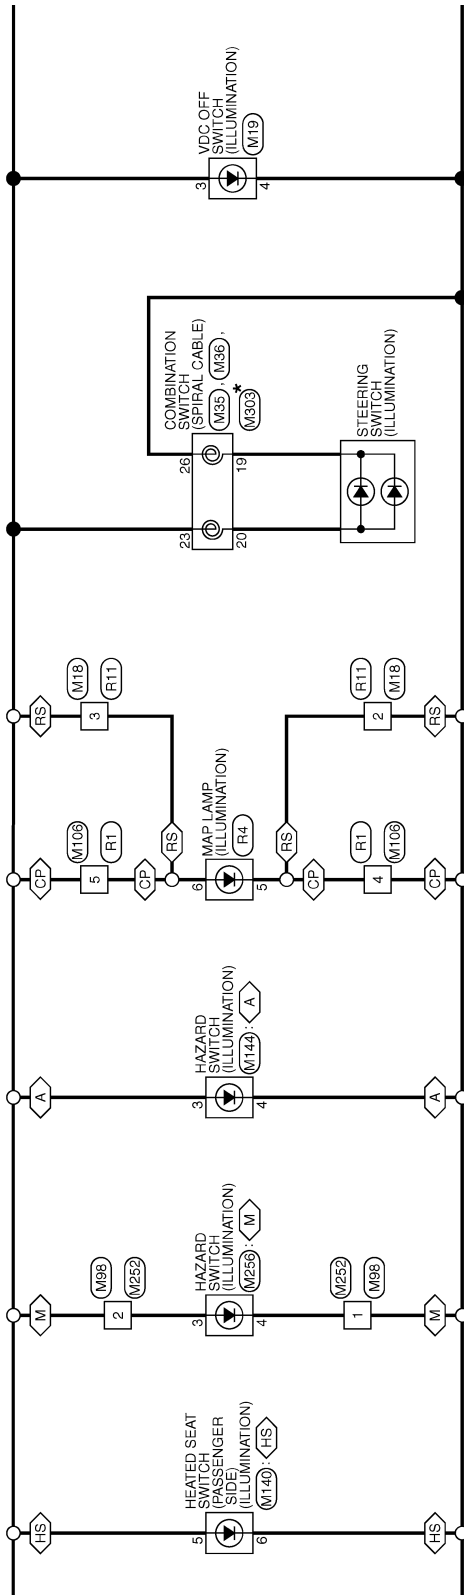 HS
HEATED SEAT
SWITCH
(PASSENGER
SIDE)
(ILLUMINATION)
M140 : HS
5
6
HS
M
2
M98
M252
HAZARD
SWITCH
(ILLUMINATION)
M256 : M
3
4
1
M252
M98
M
A
HAZARD
SWITCH
(ILLUMINATION)
M144 : A
3
4
A
CP
5
M106
R1
CP
RS
3
M18
R11
RS
MAP LAMP
(ILLUMINATION)
R4
6
5
CP
4
R1
M106
CP
RS
2
R11
M18
RS
COMBINATION
SWITCH
(SPIRAL CABLE)
M35 , M36 ,
M303 *
23
26
20
19
STEERING
SWITCH
(ILLUMINATION)
VDC OFF
SWITCH
(ILLUMINATION)
M19
3
4